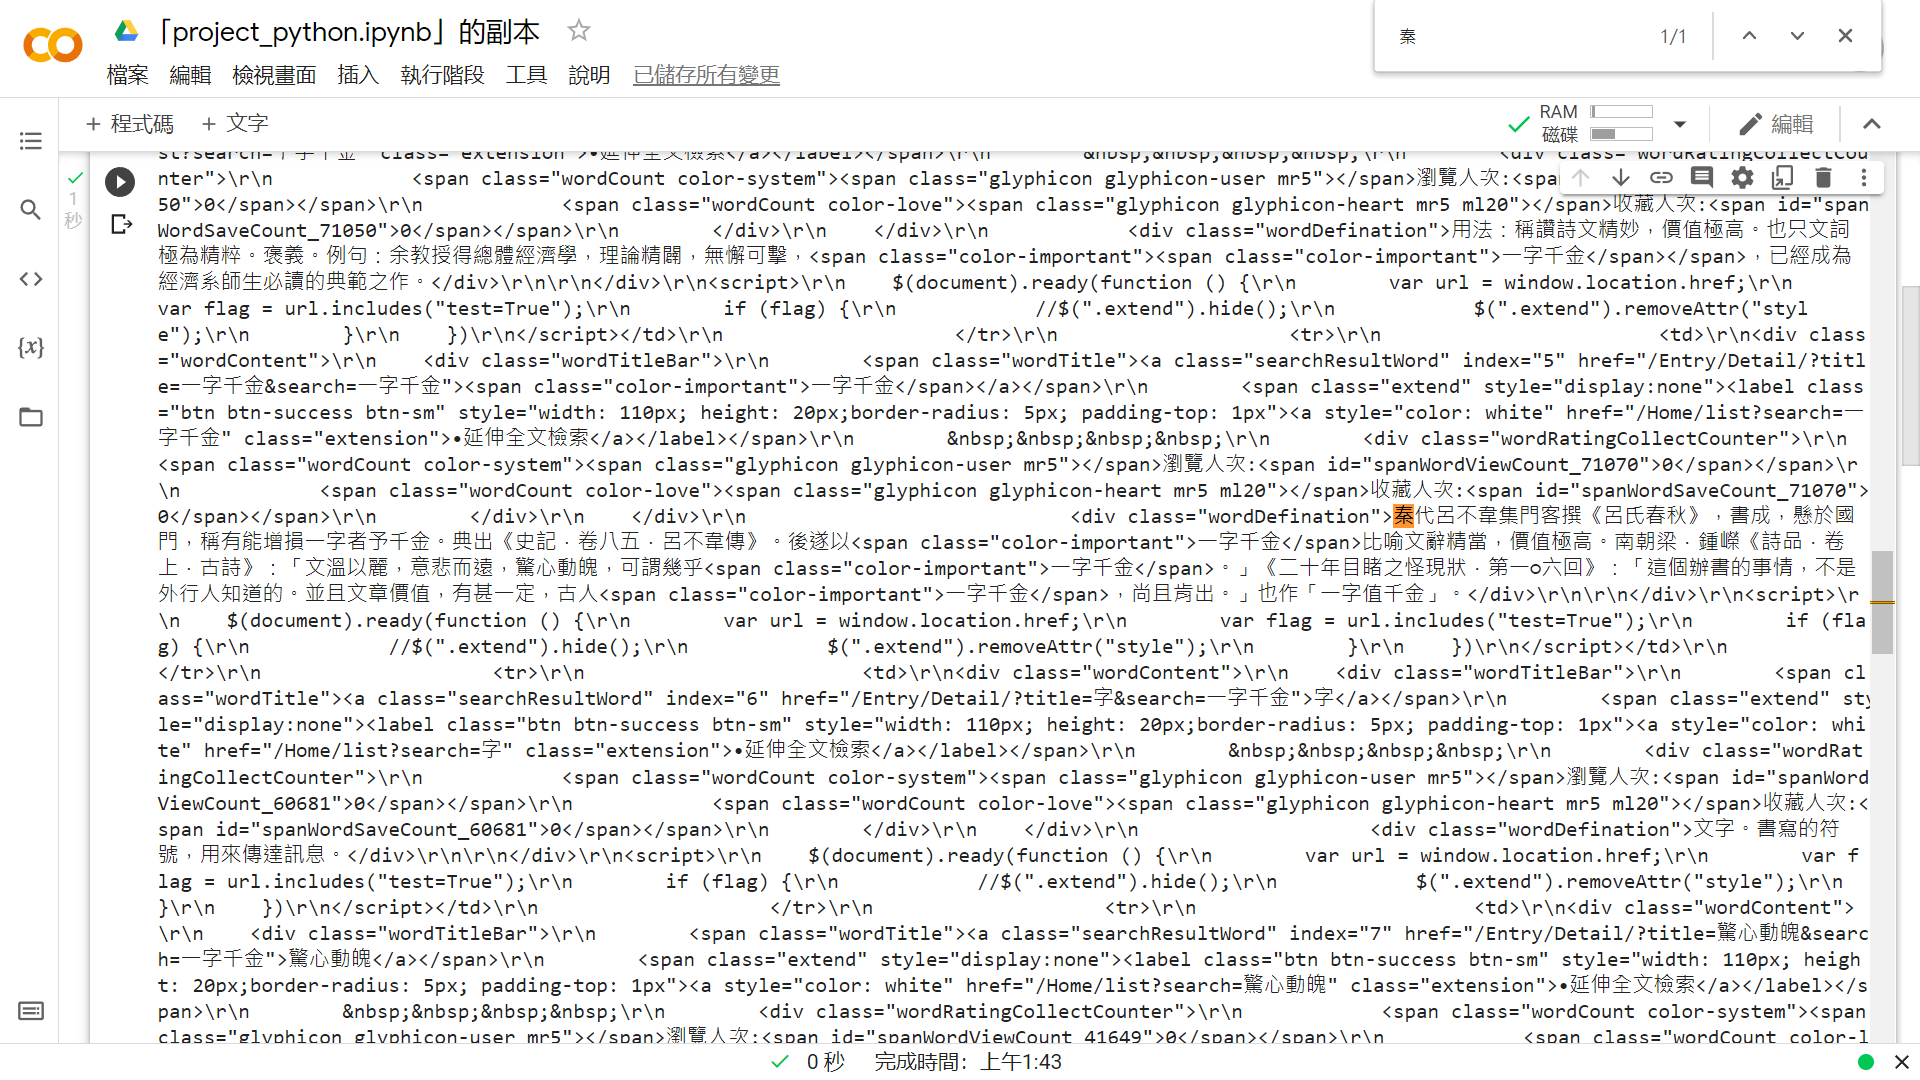 「project_python.ipynb」的副本
檔案 編輯 檢視畫面 插入 執行階段 工具 說明 已儲存所有變更
秦 1/1
+ 程式碼 + 文字
RAM
磁碟
編輯
1
秒
st?search=一字千金" class="extension">•延伸全文檢索</a></label></span>\r\n &nbsp;&nbsp;&nbsp;&nbsp;\r\n <div class="wordRatingCollectCou
nter">\r\n <span class="wordCount color-system"><span class="glyphicon glyphicon-user mr5"></span>瀏覽人次:<spa
50">0</span></span>\r\n <span class="wordCount color-love"><span class="glyphicon glyphicon-heart mr5 ml20"></span>收藏人次:<span id="span
WordSaveCount_71050">0</span></span>\r\n </div>\r\n </div>\r\n <div class="wordDefination">用法：稱讚詩文精妙，價值極高。也只文詞
極為精粹。褒義。例句：余教授得總體經濟學，理論精闢，無懈可擊，<span class="color-important"><span class="color-important">一字千金</span></span>，已經成為
經濟系師生必讀的典範之作。</div>\r\n\r\n</div>\r\n<script>\r\n $(document).ready(function () {\r\n var url = window.location.href;\r\n
var flag = url.includes("test=True");\r\n if (flag) {\r\n //$(".extend").hide();\r\n $(".extend").removeAttr("styl
e");\r\n }\r\n })\r\n</script></td>\r\n </tr>\r\n <tr>\r\n <td>\r\n<div class
="wordContent">\r\n <div class="wordTitleBar">\r\n <span class="wordTitle"><a class="searchResultWord" index="5" href="/Entry/Detail/?titl
e=一字千金&search=一字千金"><span class="color-important">一字千金</span></a></span>\r\n <span class="extend" style="display:none"><label class
="btn btn-success btn-sm" style="width: 110px; height: 20px;border-radius: 5px; padding-top: 1px"><a style="color: white" href="/Home/list?search=一
字千金" class="extension">•延伸全文檢索</a></label></span>\r\n &nbsp;&nbsp;&nbsp;&nbsp;\r\n <div class="wordRatingCollectCounter">\r\n
<span class="wordCount color-system"><span class="glyphicon glyphicon-user mr5"></span>瀏覽人次:<span id="spanWordViewCount_71070">0</span></span>\r
\n <span class="wordCount color-love"><span class="glyphicon glyphicon-heart mr5 ml20"></span>收藏人次:<span id="spanWordSaveCount_71070">
0</span></span>\r\n </div>\r\n </div>\r\n <div class="wordDefination">秦代呂不韋集門客撰《呂氏春秋》，書成，懸於國
門，稱有能增損一字者予千金。典出《史記．卷八五．呂不韋傳》。後遂以<span class="color-important">一字千金</span>比喻文辭精當，價值極高。南朝梁．鍾嶸《詩品．卷
上．古詩》：「文溫以麗，意悲而遠，驚心動魄，可謂幾乎<span class="color-important">一字千金</span>。」《二十年目睹之怪現狀．第一○六回》：「這個辦書的事情，不是
外行人知道的。並且文章價值，有甚一定，古人<span class="color-important">一字千金</span>，尚且肯出。」也作「一字值千金」。</div>\r\n\r\n</div>\r\n<script>\r
\n $(document).ready(function () {\r\n var url = window.location.href;\r\n var flag = url.includes("test=True");\r\n if (fla
g) {\r\n //$(".extend").hide();\r\n $(".extend").removeAttr("style");\r\n }\r\n })\r\n</script></td>\r\n
</tr>\r\n <tr>\r\n <td>\r\n<div class="wordContent">\r\n <div class="wordTitleBar">\r\n <span cl
ass="wordTitle"><a class="searchResultWord" index="6" href="/Entry/Detail/?title=字&search=一字千金">字</a></span>\r\n <span class="extend" sty
le="display:none"><label class="btn btn-success btn-sm" style="width: 110px; height: 20px;border-radius: 5px; padding-top: 1px"><a style="color: whi
te" href="/Home/list?search=字" class="extension">•延伸全文檢索</a></label></span>\r\n &nbsp;&nbsp;&nbsp;&nbsp;\r\n <div class="wordRat
ingCollectCounter">\r\n <span class="wordCount color-system"><span class="glyphicon glyphicon-user mr5"></span>瀏覽人次:<span id="spanWord
ViewCount_60681">0</span></span>\r\n <span class="wordCount color-love"><span class="glyphicon glyphicon-heart mr5 ml20"></span>收藏人次:<
span id="spanWordSaveCount_60681">0</span></span>\r\n </div>\r\n </div>\r\n <div class="wordDefination">文字。書寫的符
號，用來傳達訊息。</div>\r\n\r\n</div>\r\n<script>\r\n $(document).ready(function () {\r\n var url = window.location.href;\r\n var f
lag = url.includes("test=True");\r\n if (flag) {\r\n //$(".extend").hide();\r\n $(".extend").removeAttr("style");\r\n
}\r\n })\r\n</script></td>\r\n </tr>\r\n <tr>\r\n <td>\r\n<div class="wordContent">
\r\n <div class="wordTitleBar">\r\n <span class="wordTitle"><a class="searchResultWord" index="7" href="/Entry/Detail/?title=驚心動魄&searc
h=一字千金">驚心動魄</a></span>\r\n <span class="extend" style="display:none"><label class="btn btn-success btn-sm" style="width: 110px; heigh
t: 20px;border-radius: 5px; padding-top: 1px"><a style="color: white" href="/Home/list?search=驚心動魄" class="extension">•延伸全文檢索</a></label></s
pan>\r\n &nbsp;&nbsp;&nbsp;&nbsp;\r\n <div class="wordRatingCollectCounter">\r\n <span class="wordCount color-system"><span
class="glyphicon glyphicon-user mr5"></span>瀏覽人次:<span id="spanWordViewCount_41649">0</span></span>\r\n <span class="wordCount color-l
0 秒 完成時間： 上午1:43